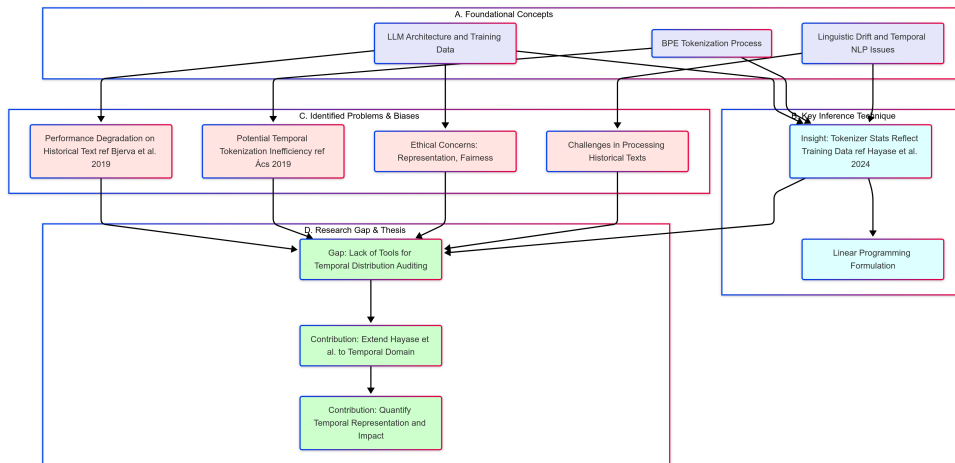 A. Foundational Concepts
LLM Architecture and Training
Data
BPE Tokenization Process
Linguistic Drift and Temporal
NLP Issues
C. Identified Problems & Biases
Performance Degradation on
Historical Text ref Bjerva et al.
2019
Potential Temporal
Tokenization Inefficiency ref
Ács 2019
Ethical Concerns:
Representation, Fairness
Challenges in Processing
Historical Texts
B. Key Inference Technique
Insight: Tokenizer Stats Reflect
Training Data ref Hayase et al.
2024
Linear Programming
Formulation
D. Research Gap & Thesis
Gap: Lack of Tools for
Temporal Distribution Auditing
Contribution: Extend Hayase
et al. to Temporal Domain
Contribution: Quantify
Temporal Representation and
Impact